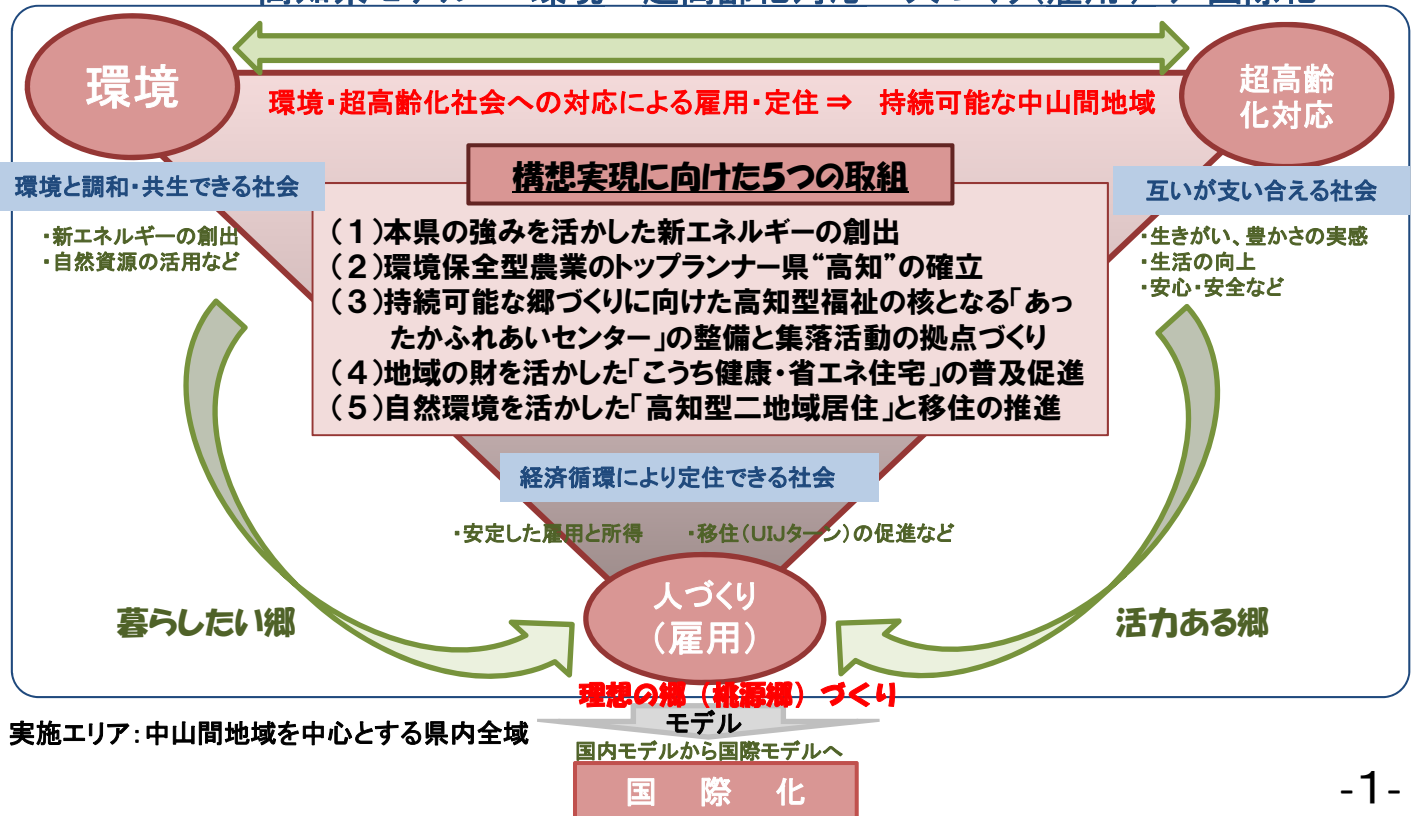 環境
超高齢
化対応
環境・超高齢化社会への対応による雇用・定住 ⇒ 持続可能な中山間地域
構想実現に向けた5つの取組
環境と調和・共生できる社会
・新エネルギーの創出
・自然資源の活用など
互いが支い合える社会
・生きがい、豊かさの実感
・生活の向上
・安心・安全など
(1)本県の強みを活かした新エネルギーの創出
(2)環境保全型農業のトップランナー県“高知”の確立
(3)持続可能な郷づくりに向けた高知型福祉の核となる「あっ
たかふれあいセンター」の整備と集落活動の拠点づくり
(4)地域の財を活かした「こうち健康・省エネ住宅」の普及促進
(5)自然環境を活かした「高知型二地域居住」と移住の推進
経済循環により定住できる社会
・安定した雇用と所得 ・移住(UIJターン)の促進など
人づくり
(雇用)
暮らしたい郷
活力ある郷
理想の郷(桃源郷)づくり
実施エリア:中山間地域を中心とする県内全域
モデル
国内モデルから国際モデルへ
国 際 化
-1-